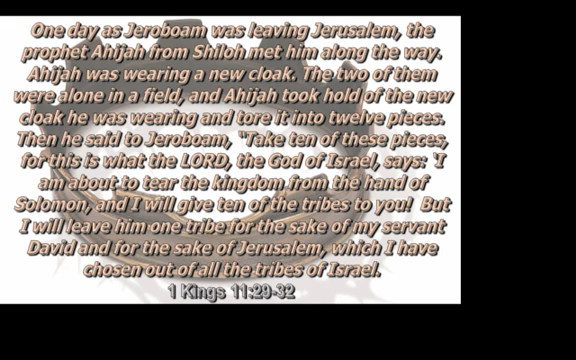 One day as Jeroboam was leaving Jerusalem, the
prophet Ahijah from Shiloh met him along the way.
Ahijah was wearing a new cloak. The two of them
were alone in a field, and Ahijah took hold of the new
cloak he was wearing and tore it into twelve pieces.
Then he said to Jeroboam, "Take ten of these pieces,
for this is what the LORD, the God of Israel, says: 'I
am about to tear the kingdom from the hand of
Solomon, and I will give ten of the tribes to you! But
I will leave him one tribe for the sake of my servant
David and for the sake of Jerusalem, which I have
chosen out of all the tribes of Israel.
1 Kings 11:29-32